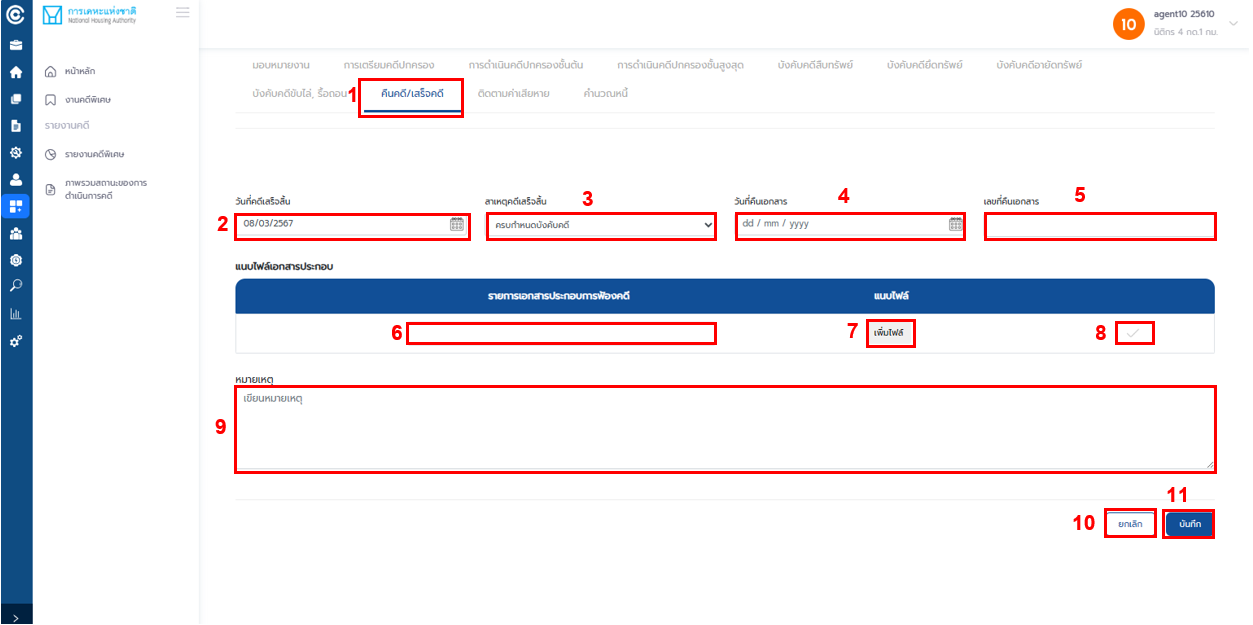 การเคหะแห่งชาติ
National Housing Authority
10
agent10 25610
นิติกร 4 กด.1 กม.
หน้าหลัก
งานคดีพิเศษ
รายงานคดี
รายงานคดีพิเศษ
ภาพรวมสถานะของการ
ดำเนินการคดี
มอบหมายงาน การเตรียมคดีปกครอง การดำเนินคดีปกครองชั้นต้น การดำเนินคดีปกครองชั้นสูงสุด บังคับคดีสืบทรัพย์ บังคับคดียึดทรัพย์ บังคับคดีอายัดทรัพย์
บังคับคดีขับไล่, รื้อถอน 1 คืนคดี/เสร็จคดี ติดตามค่าเสียหาย คำนวณหนี้
วันที่คดีเสร็จสิ้น สาเหตุคดีเสร็จสิ้น 3 วันที่คืนเอกสาร 4 เลขที่คืนเอกสาร 5
2 08/03/2567 ครบกำหนดบังคับคดี dd / mm / yyyy
แนบไฟล์เอกสารประกอบ
รายการเอกสารประกอบการฟ้องคดี แนบไฟล์
6 7 เพิ่มไฟล์ 8
หมายเหตุ
เขียนหมายเหตุ
9
11
10 ยกเลิก บันทึก